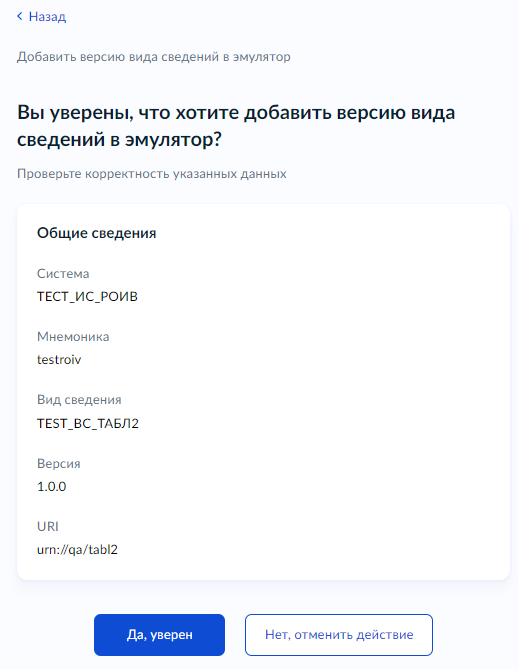 Назад
Добавить версию вида сведений в эмулятор
Вы уверены, что хотите добавить версию вида
сведений в эмулятор?
Проверьте корректность указанных данных
Общие сведения
Система
ТЕСТ_ИС_РОИВ
Мнемоника
testroiv
Вид сведения
TEST_ВС_ТАБЛ2
Версия
1.0.0
URI
urn://qa/tabl2
Да, уверен
Нет, отменить действие